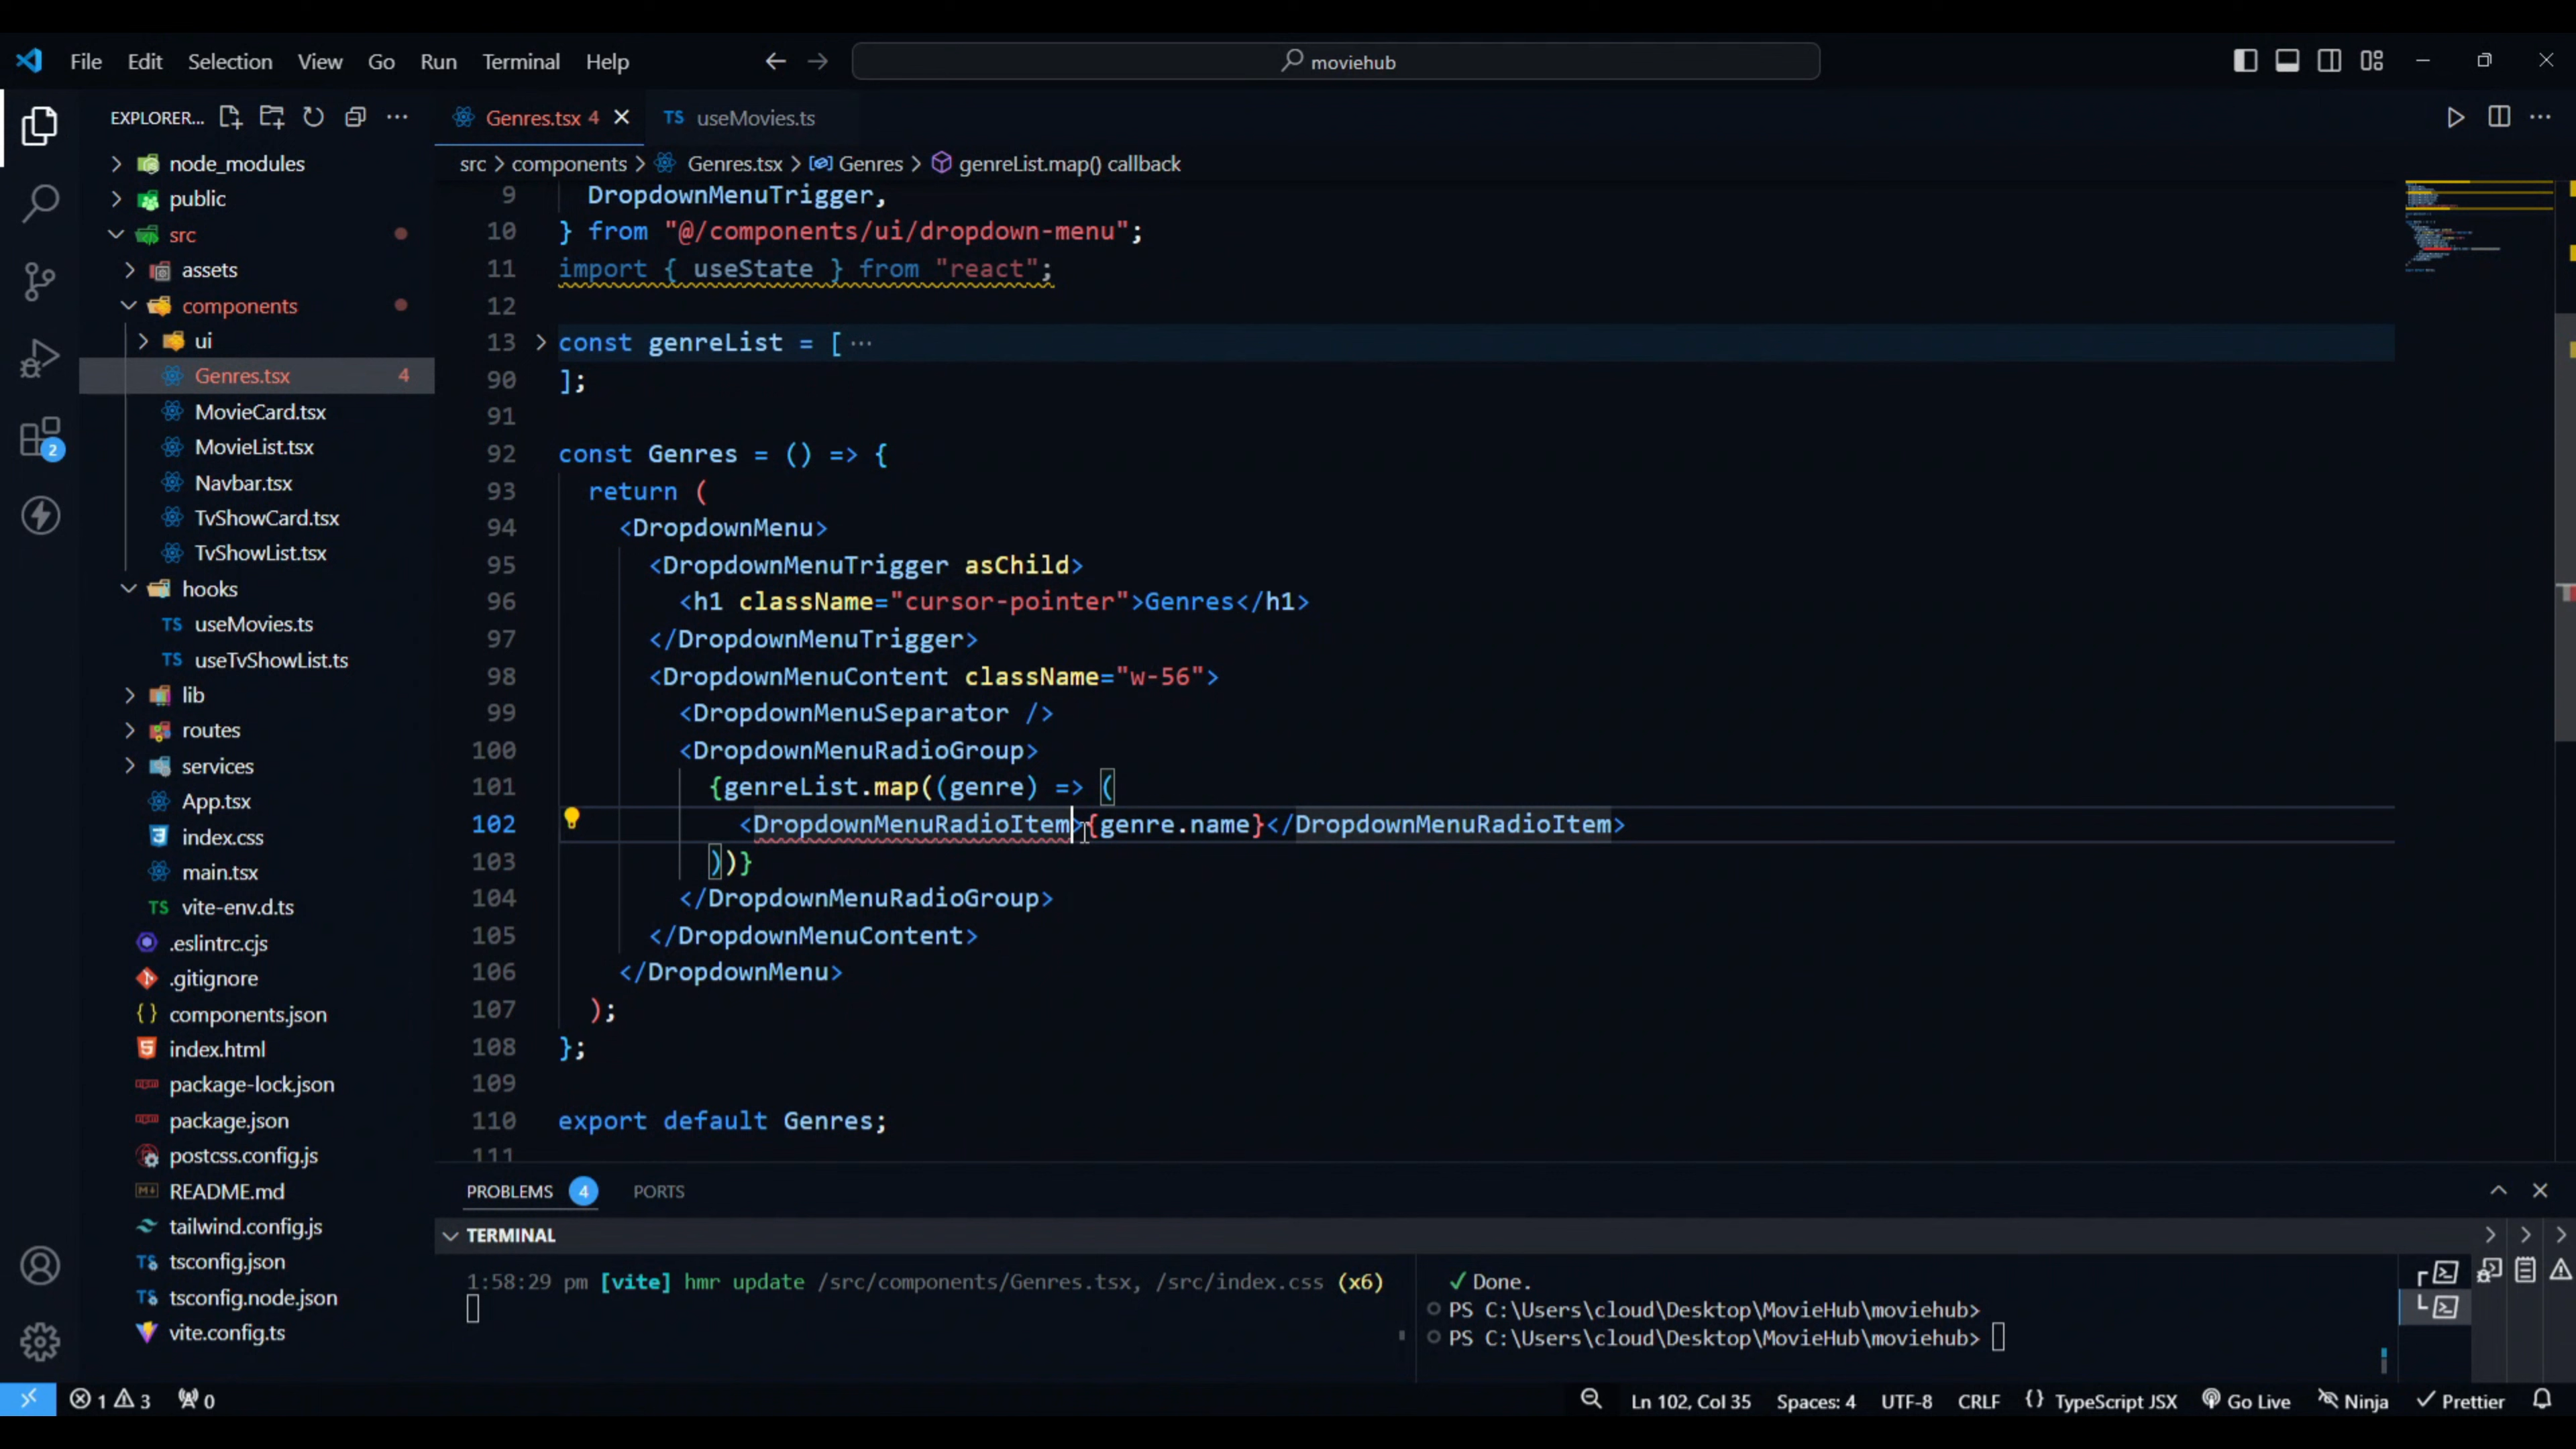 File Edit Selection View Go Run Terminal Help
moviehub
EXPLORER...
Genres.tsx 4
TS useMovies.ts
src > components > Genres.tsx > Genres > genreList.map() callback
node_modules
public
src
assets
components
ui
Genres.tsx 4
MovieCard.tsx
MovieList.tsx
Navbar.tsx
TvShowCard.tsx
TvShowList.tsx
hooks
TS useMovies.ts
TS useTvShowList.ts
lib
routes
services
App.tsx
index.css
main.tsx
TS vite-env.d.ts
.eslintrc.cjs
.gitignore
{ } components.json
index.html
package-lock.json
package.json
postcss.config.js
README.md
tailwind.config.js
tsconfig.json
tsconfig.node.json
vite.config.ts
2
9 DropdownMenuTrigger,
10 } from "@/components/ui/dropdown-menu";
11 import { useState } from "react";
12
13 const genreList = [ ···
90 ];
91
92 const Genres = () => {
93 return (
94 <DropdownMenu>
95 <DropdownMenuTrigger asChild>
96 <h1 className="cursor-pointer">Genres</h1>
97 </DropdownMenuTrigger>
98 <DropdownMenuContent className="w-56">
99 <DropdownMenuSeparator />
100 <DropdownMenuRadioGroup>
101 {genreList.map((genre) => (
102 <DropdownMenuRadioItem>{genre.name}</DropdownMenuRadioItem>
103 ))}
104 </DropdownMenuRadioGroup>
105 </DropdownMenuContent>
106 </DropdownMenu>
107 );
108 };
109
110 export default Genres;
111
PROBLEMS 4 PORTS
TERMINAL
1:58:29 pm [vite] hmr update /src/components/Genres.tsx, /src/index.css (x6)
✓ Done.
PS C:\Users\cloud\Desktop\MovieHub\moviehub>
PS C:\Users\cloud\Desktop\MovieHub\moviehub>
1 3 0
Ln 102, Col 35 Spaces: 4 UTF-8 CRLF { } TypeScript JSX Go Live Ninja Prettier